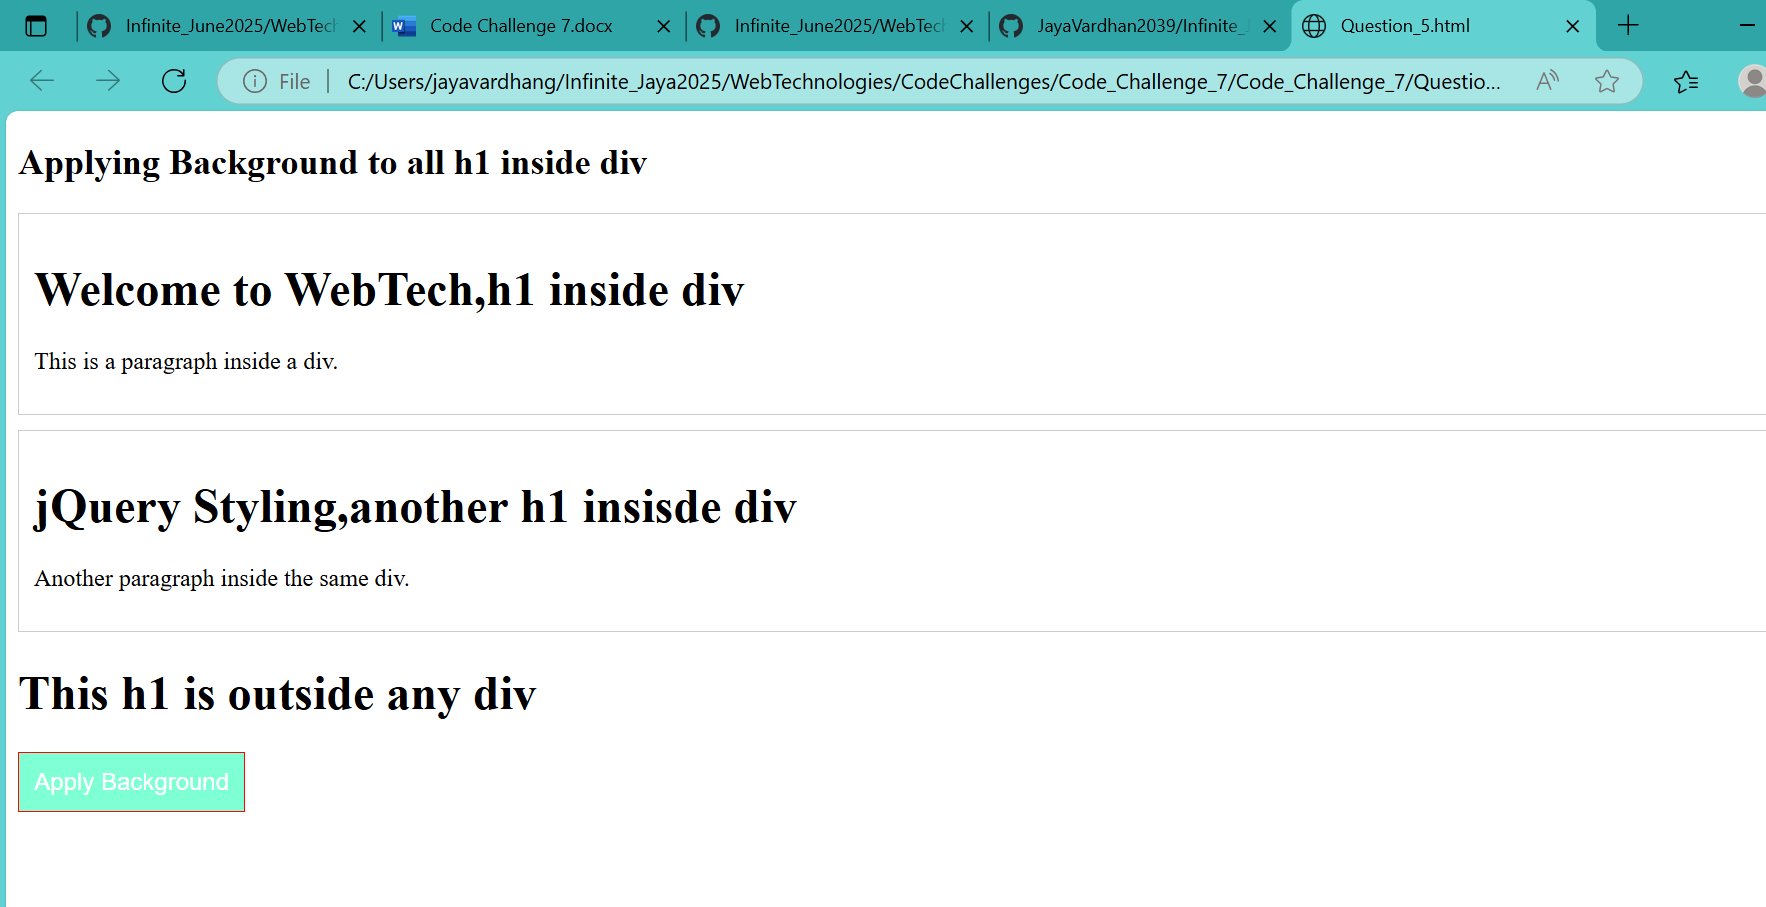 Infinite_June2025/WebTech
Code Challenge 7.docx
Infinite_June2025/WebTech
JayaVardhan2039/Infinite_J
Question_5.html
File
C:/Users/jayavardhang/Infinite_Jaya2025/WebTechnologies/CodeChallenges/Code_Challenge_7/Code_Challenge_7/Questio...
Applying Background to all h1 inside div
Welcome to WebTech,h1 inside div
This is a paragraph inside a div.
jQuery Styling,another h1 insisde div
Another paragraph inside the same div.
This h1 is outside any div
Apply Background